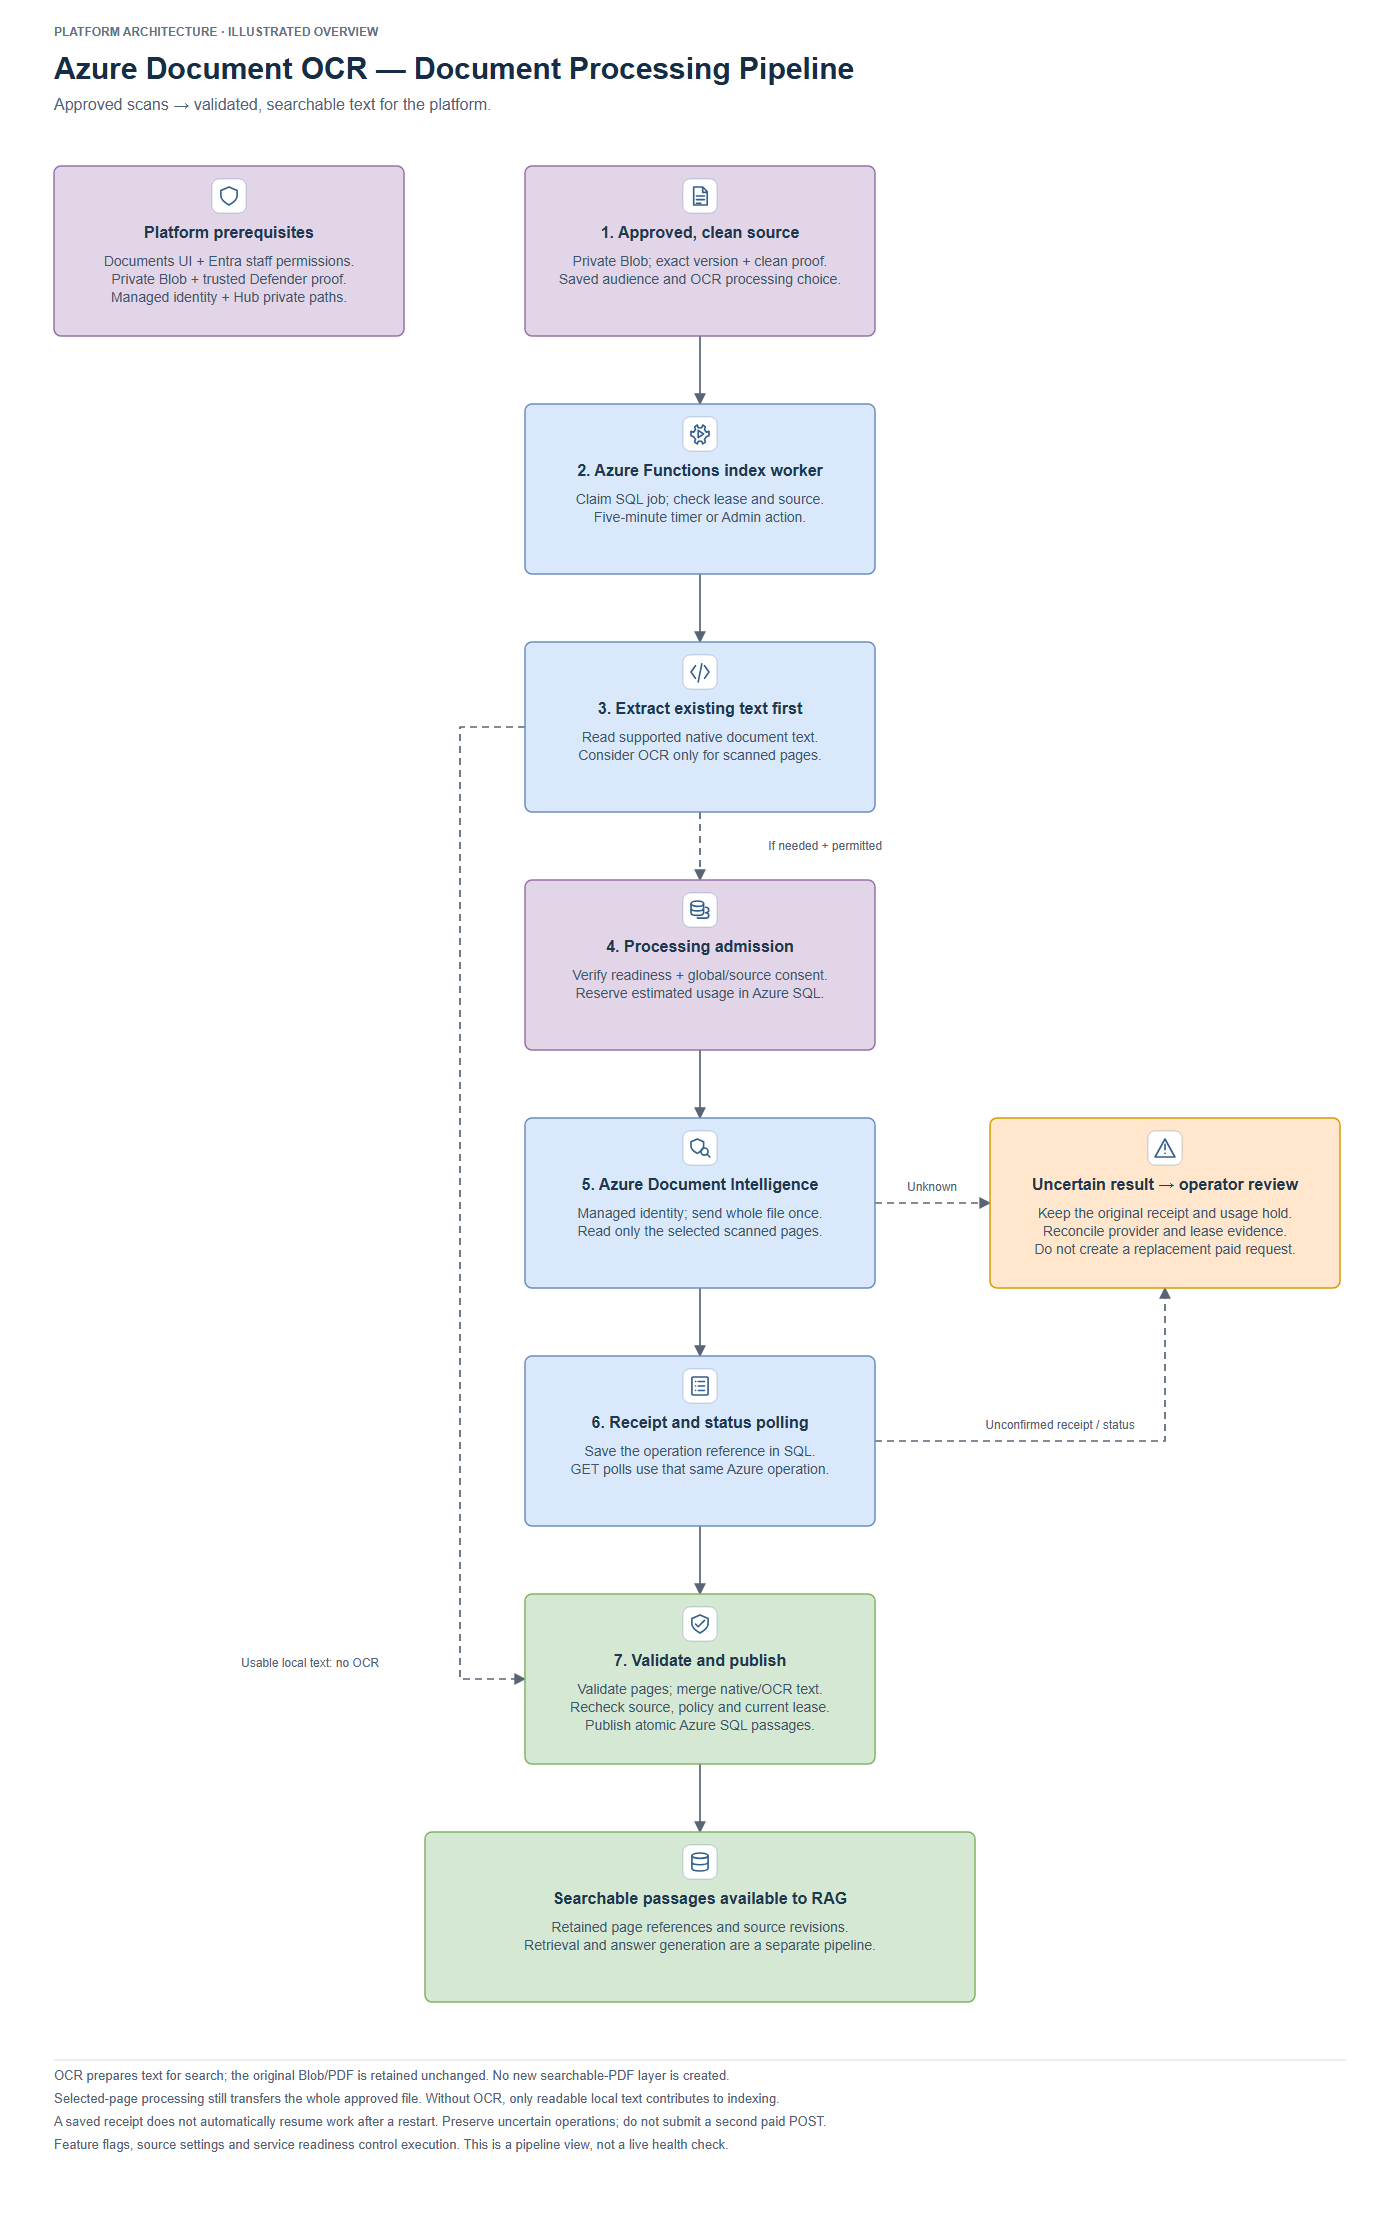 PLATFORM ARCHITECTURE · ILLUSTRATED OVERVIEW
Azure Document OCR — Document Processing Pipeline
Approved scans → validated, searchable text for the platform.
Platform prerequisites
Documents UI + Entra staff permissions.
Private Blob + trusted Defender proof.
Managed identity + Hub private paths.
1. Approved, clean source
Private Blob; exact version + clean proof.
Saved audience and OCR processing choice.
2. Azure Functions index worker
Claim SQL job; check lease and source.
Five-minute timer or Admin action.
3. Extract existing text first
Read supported native document text.
Consider OCR only for scanned pages.
If needed + permitted
4. Processing admission
Verify readiness + global/source consent.
Reserve estimated usage in Azure SQL.
5. Azure Document Intelligence
Managed identity; send whole file once.
Read only the selected scanned pages.
Unknown
Uncertain result → operator review
Keep the original receipt and usage hold.
Reconcile provider and lease evidence.
Do not create a replacement paid request.
6. Receipt and status polling
Save the operation reference in SQL.
GET polls use that same Azure operation.
Unconfirmed receipt / status
Usable local text: no OCR
7. Validate and publish
Validate pages; merge native/OCR text.
Recheck source, policy and current lease.
Publish atomic Azure SQL passages.
Searchable passages available to RAG
Retained page references and source revisions.
Retrieval and answer generation are a separate pipeline.
OCR prepares text for search; the original Blob/PDF is retained unchanged. No new searchable-PDF layer is created.
Selected-page processing still transfers the whole approved file. Without OCR, only readable local text contributes to indexing.
A saved receipt does not automatically resume work after a restart. Preserve uncertain operations; do not submit a second paid POST.
Feature flags, source settings and service readiness control execution. This is a pipeline view, not a live health check.